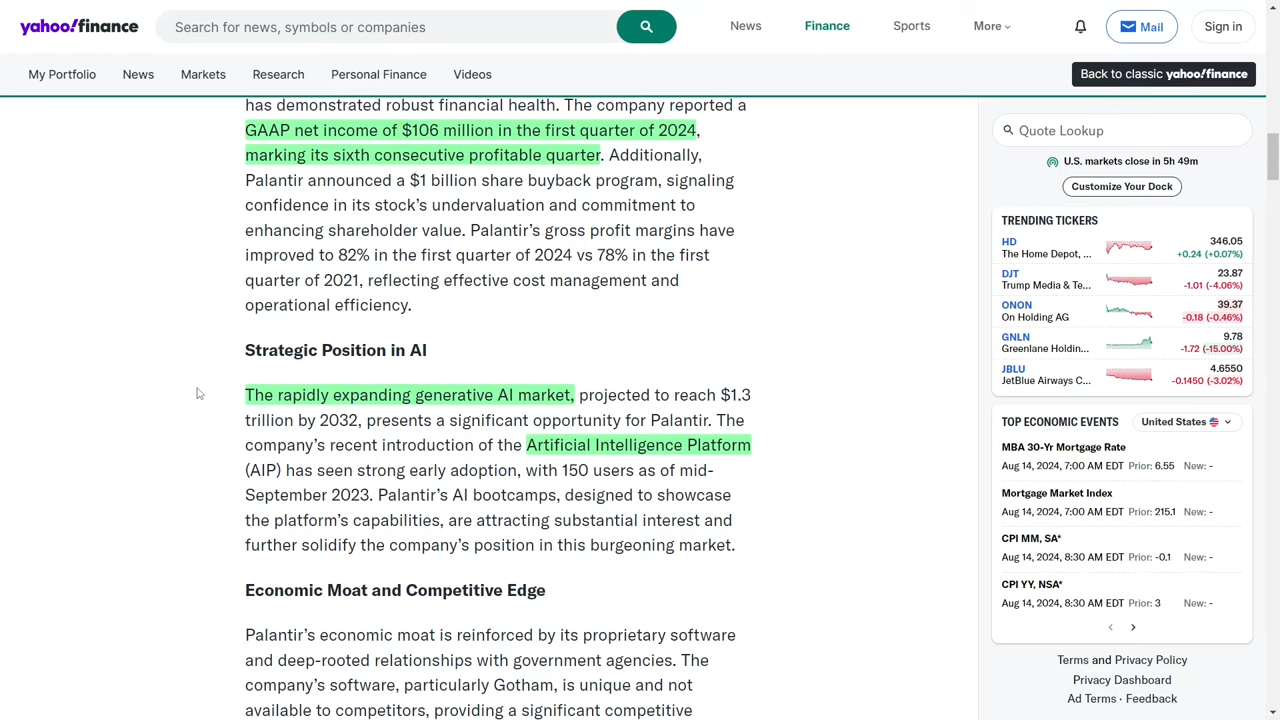 yahoo!finance
Search for news, symbols or companies
News
Finance
Sports
More
Mail
Sign in
My Portfolio
News
Markets
Research
Personal Finance
Videos
Back to classic yahoo!finance
has demonstrated robust financial health. The company reported a
GAAP net income of $106 million in the first quarter of 2024,
marking its sixth consecutive profitable quarter. Additionally,
Palantir announced a $1 billion share buyback program, signaling
confidence in its stock's undervaluation and commitment to
enhancing shareholder value. Palantir's gross profit margins have
improved to 82% in the first quarter of 2024 vs 78% in the first
quarter of 2021, reflecting effective cost management and
operational efficiency.
Strategic Position in AI
The rapidly expanding generative AI market, projected to reach $1.3
trillion by 2032, presents a significant opportunity for Palantir. The
company's recent introduction of the Artificial Intelligence Platform
(AIP) has seen strong early adoption, with 150 users as of mid-
September 2023. Palantir's AI bootcamps, designed to showcase
the platform's capabilities, are attracting substantial interest and
further solidify the company's position in this burgeoning market.
Economic Moat and Competitive Edge
Palantir's economic moat is reinforced by its proprietary software
and deep-rooted relationships with government agencies. The
company's software, particularly Gotham, is unique and not
available to competitors, providing a significant competitive
Quote Lookup
U.S. markets close in 5h 49m
Customize Your Dock
TRENDING TICKERS
HD 346.05
The Home Depot, ... +0.24 (+0.07%)
DJT 23.87
Trump Media & Te... -1.01 (-4.06%)
ONON 39.37
On Holding AG -0.18 (-0.46%)
GNLN 9.78
Greenlane Holdin... -1.72 (-15.00%)
JBLU 4.6550
JetBlue Airways C... -0.1450 (-3.02%)
TOP ECONOMIC EVENTS United States
MBA 30-Yr Mortgage Rate
Aug 14, 2024, 7:00 AM EDT Prior: 6.55 New: -
Mortgage Market Index
Aug 14, 2024, 7:00 AM EDT Prior: 215.1 New: -
CPI MM, SA*
Aug 14, 2024, 8:30 AM EDT Prior: -0.1 New: -
CPI YY, NSA*
Aug 14, 2024, 8:30 AM EDT Prior: 3 New: -
Terms and Privacy Policy
Privacy Dashboard
Ad Terms · Feedback